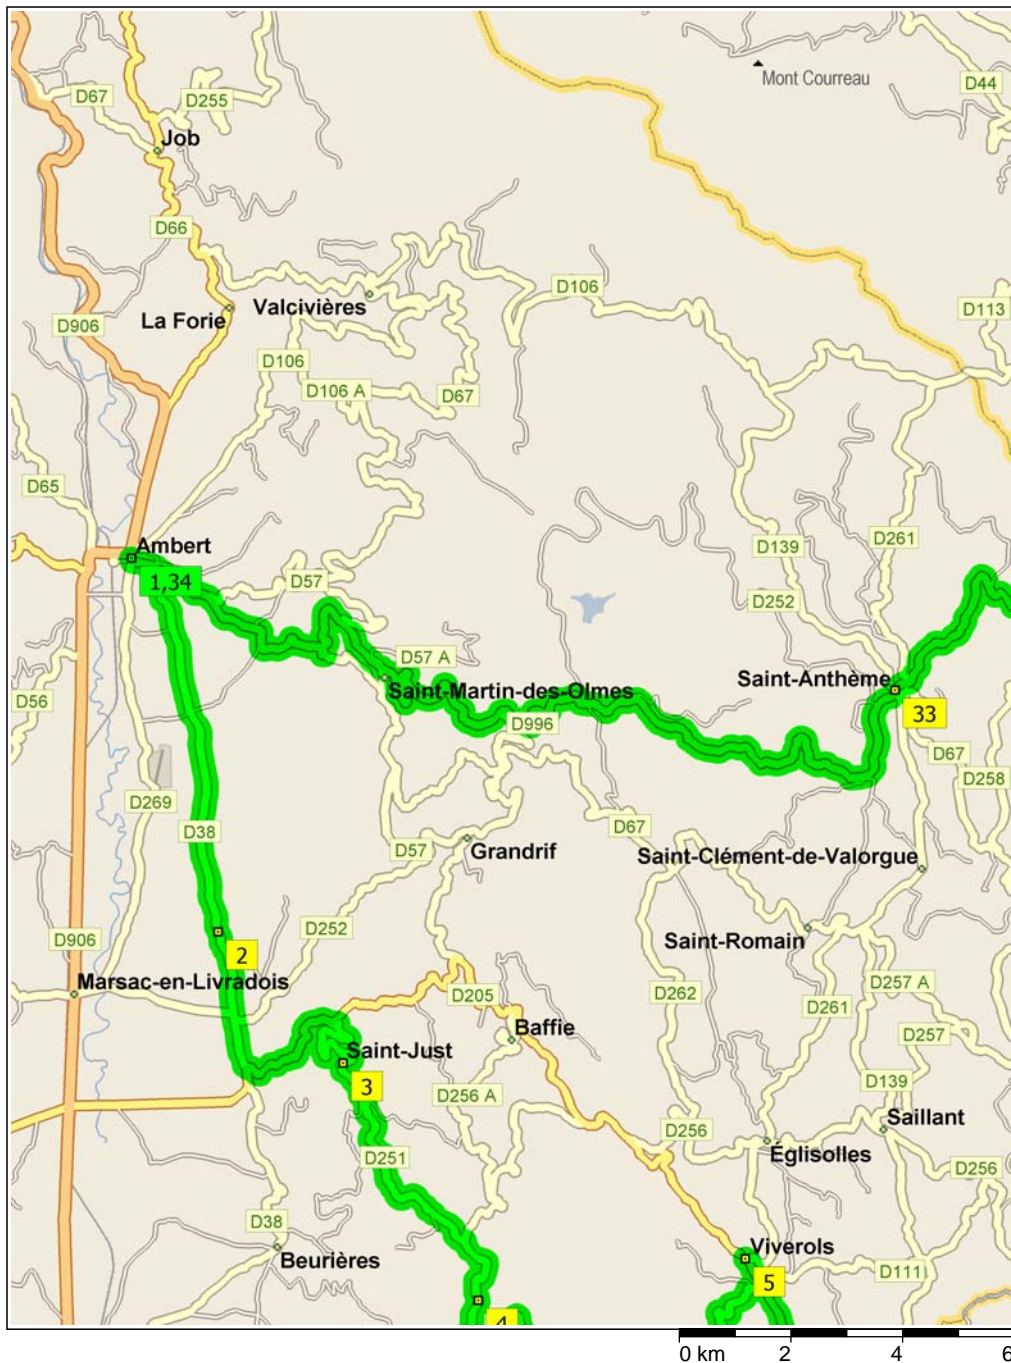 Mont Courreau
D44
D67
D255
Job
D66
Valcivières
D106
La Forie
D113
D906
D106
D106 A
D67
D65
Ambert
D139
D261
1,34
D57
D252
D57 A
Saint-Anthème
Saint-Martin-des-Olmes
D56
33
D996
D67
D258
D269
D38
D67
D57
Grandrif
Saint-Clément-de-Valorgue
D252
D906
Saint-Romain
2
Marsac-en-Livradois
D257 A
D205
D262
D261
Baffie
D257
Saint-Just
3
D139
D256 A
Saillant
D256
Églisolles
D251
D256
D38
Viverols
Beurières
D111
5
4
0 km
2
4
6